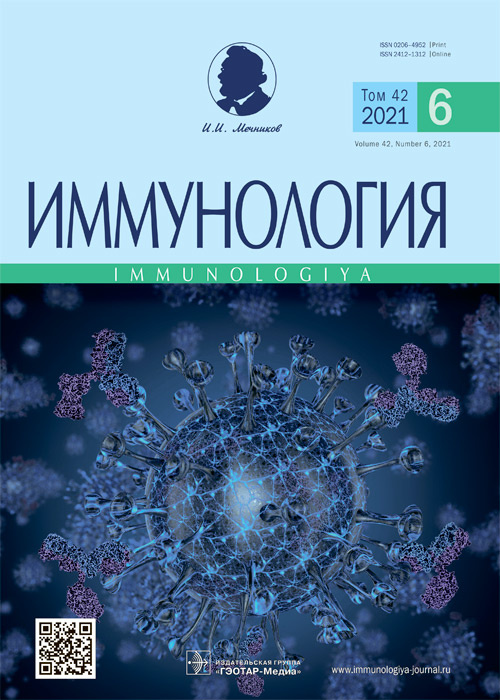 ISSN 0206-4952 | Print
ISSN 2412-1312 | Online
Том 42
2021
6
Volume 42, Number 6, 2021
И.И. Мечников
ИММУНОЛОГИЯ
IMMUNOLOGIYA
ИЗДАТЕЛЬСКАЯ ГРУППА
"ГЭОТАР-Медиа"
www.immunologiya-journal.ru